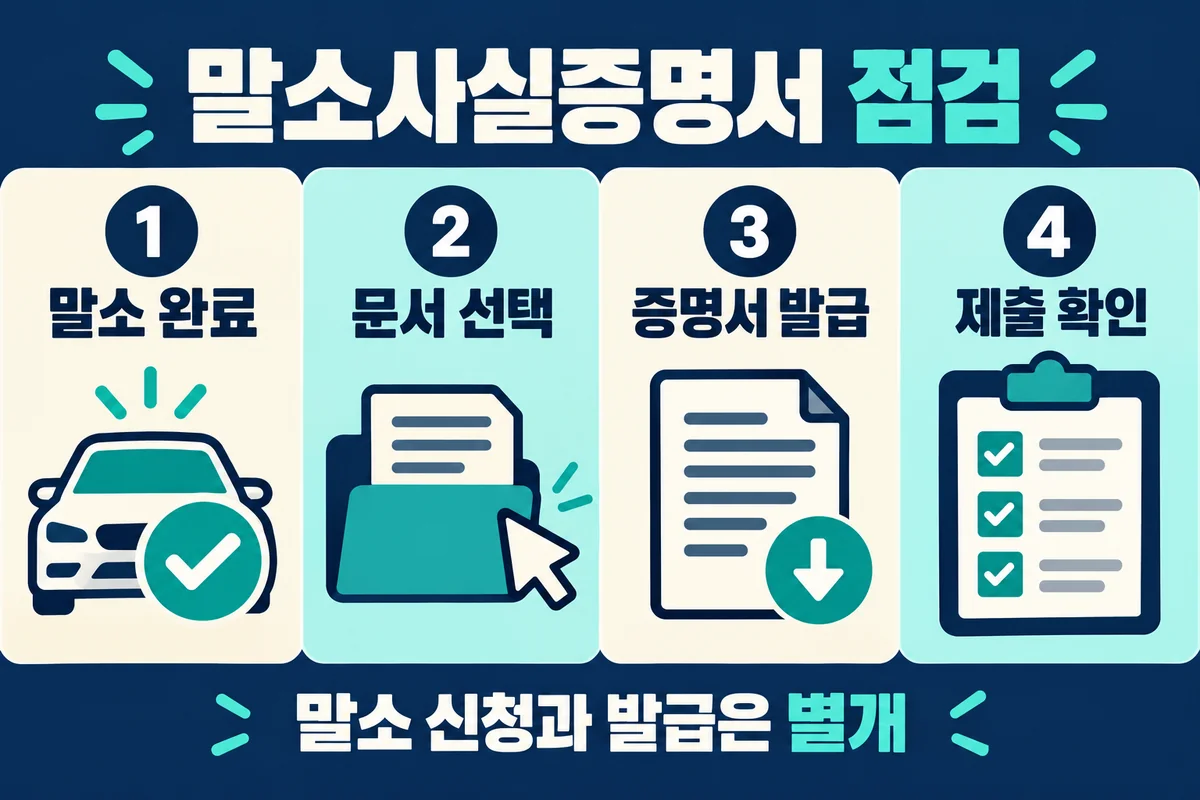 말소사실증명서 점검
1
말소 완료
2
문서 선택
3
증명서 발급
4
제출 확인
말소 신청과 발급은 별개